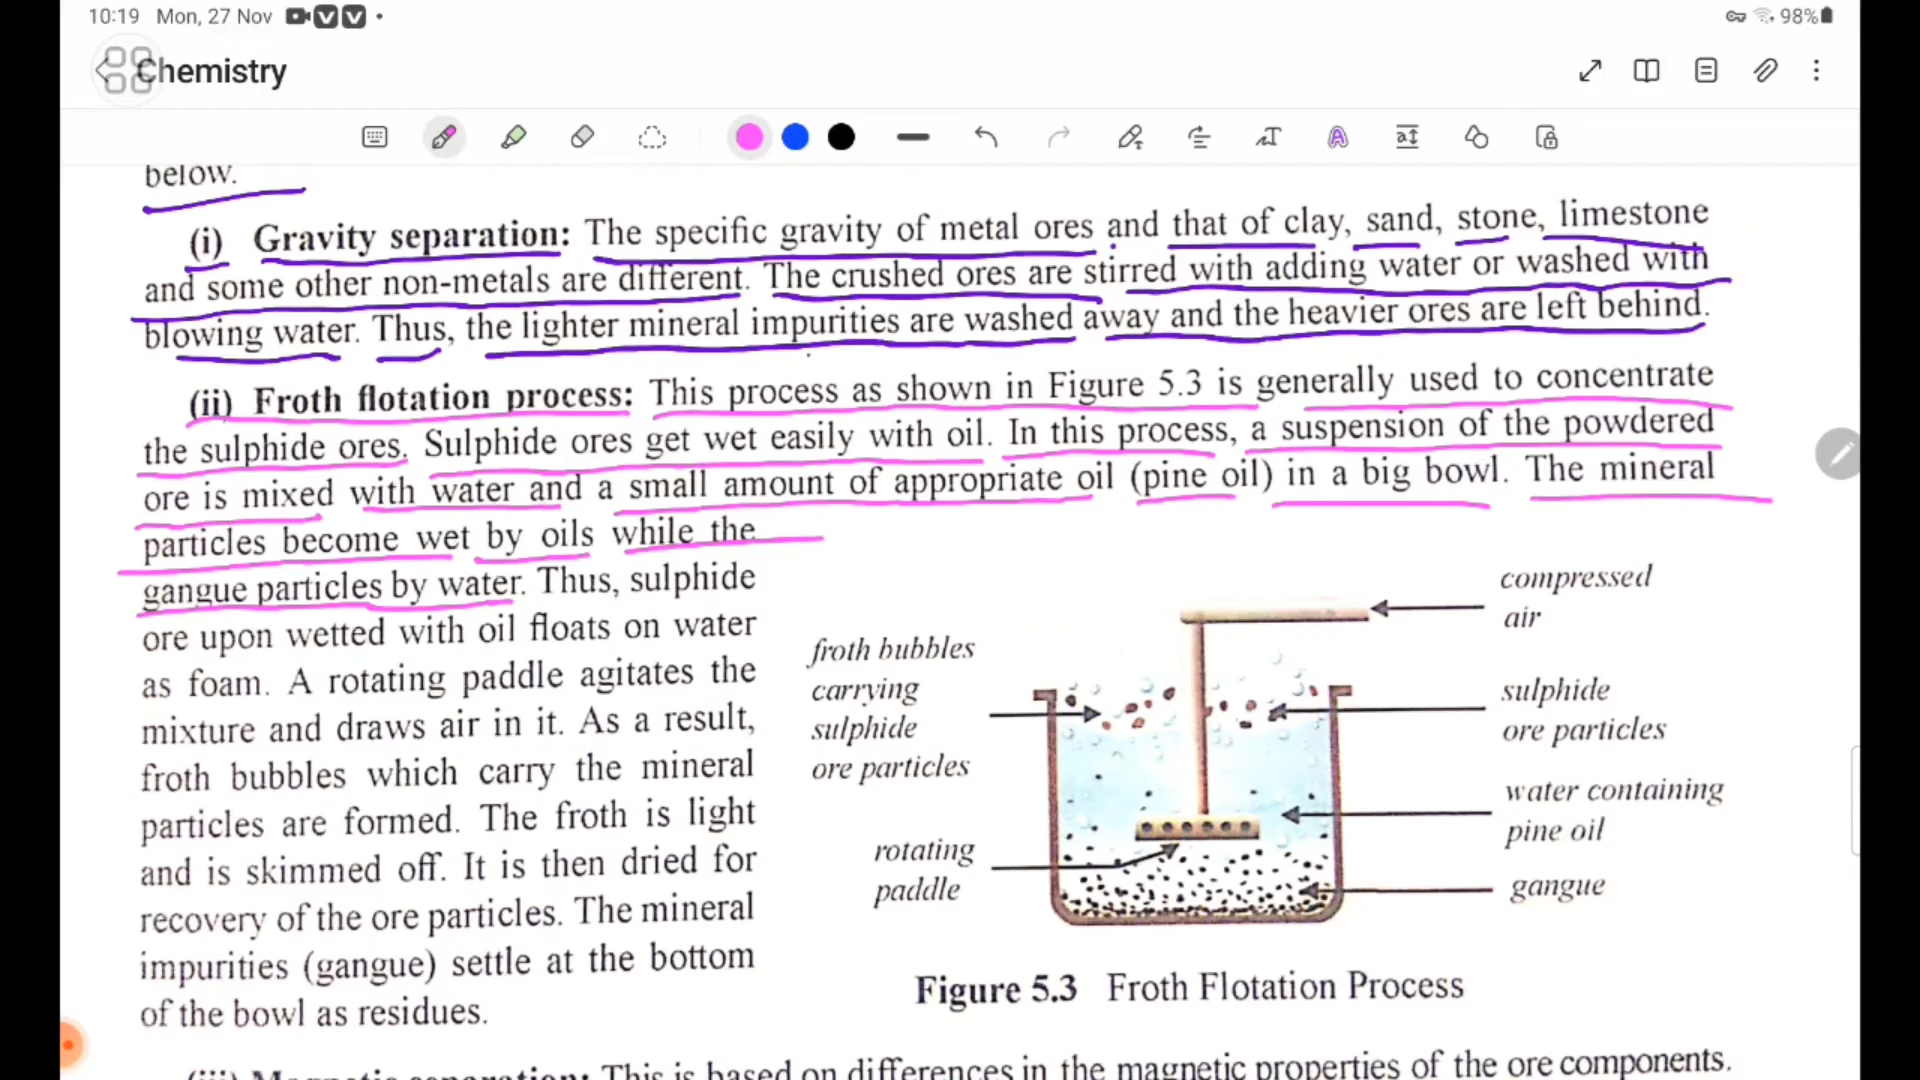 10:19 Mon, 27 Nov
98%
Chemistry
below.
(i) Gravity separation: The specific gravity of metal ores and that of clay, sand, stone, limestone
and some other non-metals are different. The crushed ores are stirred with adding water or washed with
blowing water. Thus, the lighter mineral impurities are washed away and the heavier ores are left behind.
(ii) Froth flotation process: This process as shown in Figure 5.3 is generally used to concentrate
the sulphide ores. Sulphide ores get wet easily with oil. In this process, a suspension of the powdered
ore is mixed with water and a small amount of appropriate oil (pine oil) in a big bowl. The mineral
particles become wet by oils while the
gangue particles by water. Thus, sulphide
ore upon wetted with oil floats on water
as foam. A rotating paddle agitates the
mixture and draws air in it. As a result,
froth bubbles which carry the mineral
particles are formed. The froth is light
and is skimmed off. It is then dried for
recovery of the ore particles. The mineral
impurities (gangue) settle at the bottom
of the bowl as residues.
compressed
air
froth bubbles
carrying
sulphide
ore particles
sulphide
ore particles
water containing
pine oil
rotating
paddle
gangue
Figure 5.3 Froth Flotation Process
(iii) Magnetic separation: This is based on differences in the magnetic properties of the ore components.